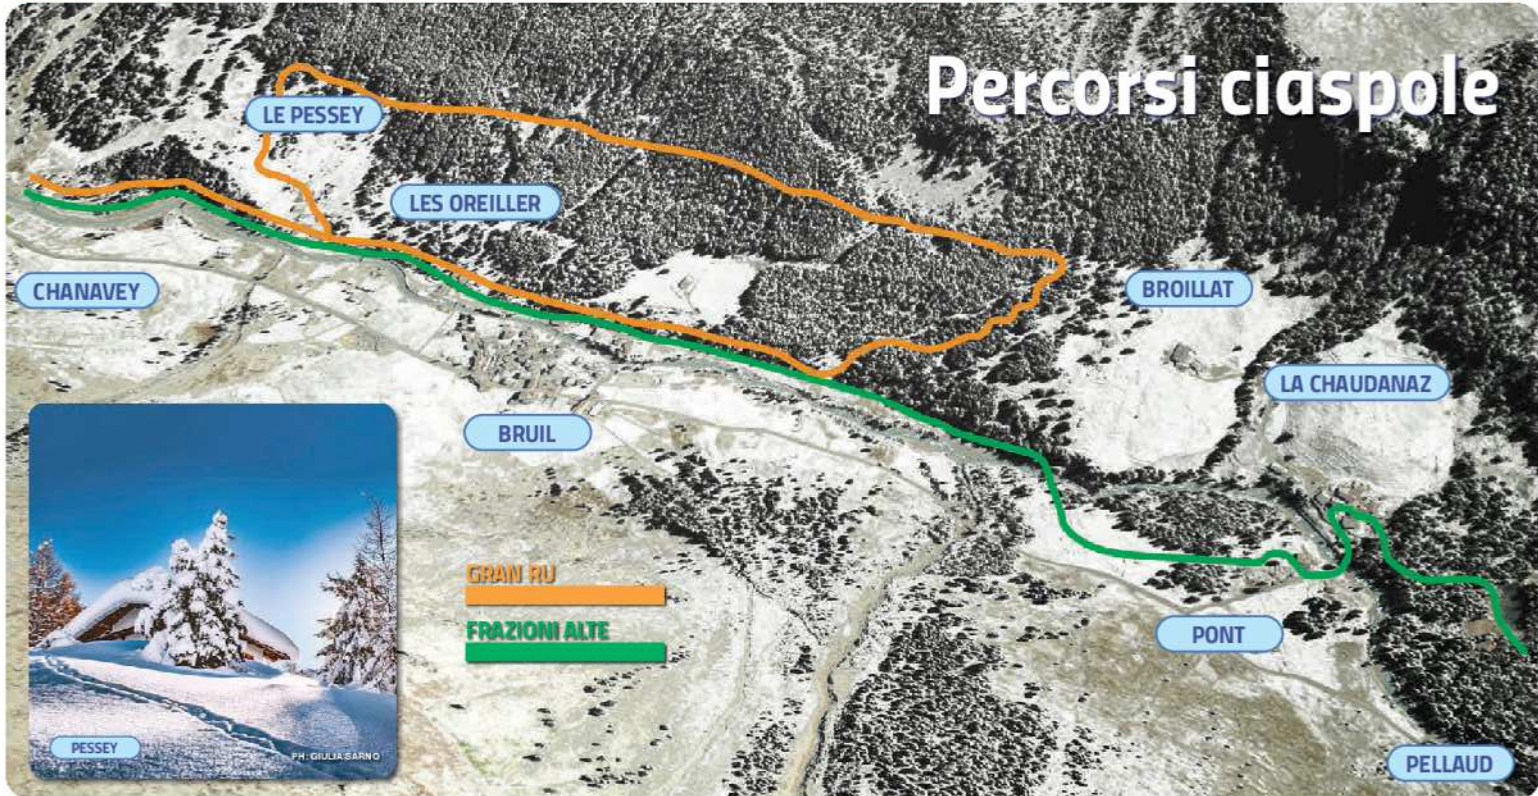 Percorsi ciaspole
LE PESSEY
LES OREILLER
CHANAVEY
BROILLAT
LA CHAUDANAZ
BRUIL
GRAN RU
FRAZIONI ALTE
PONT
PESSEY
PH: GIULIA SARNO
PELLAUD